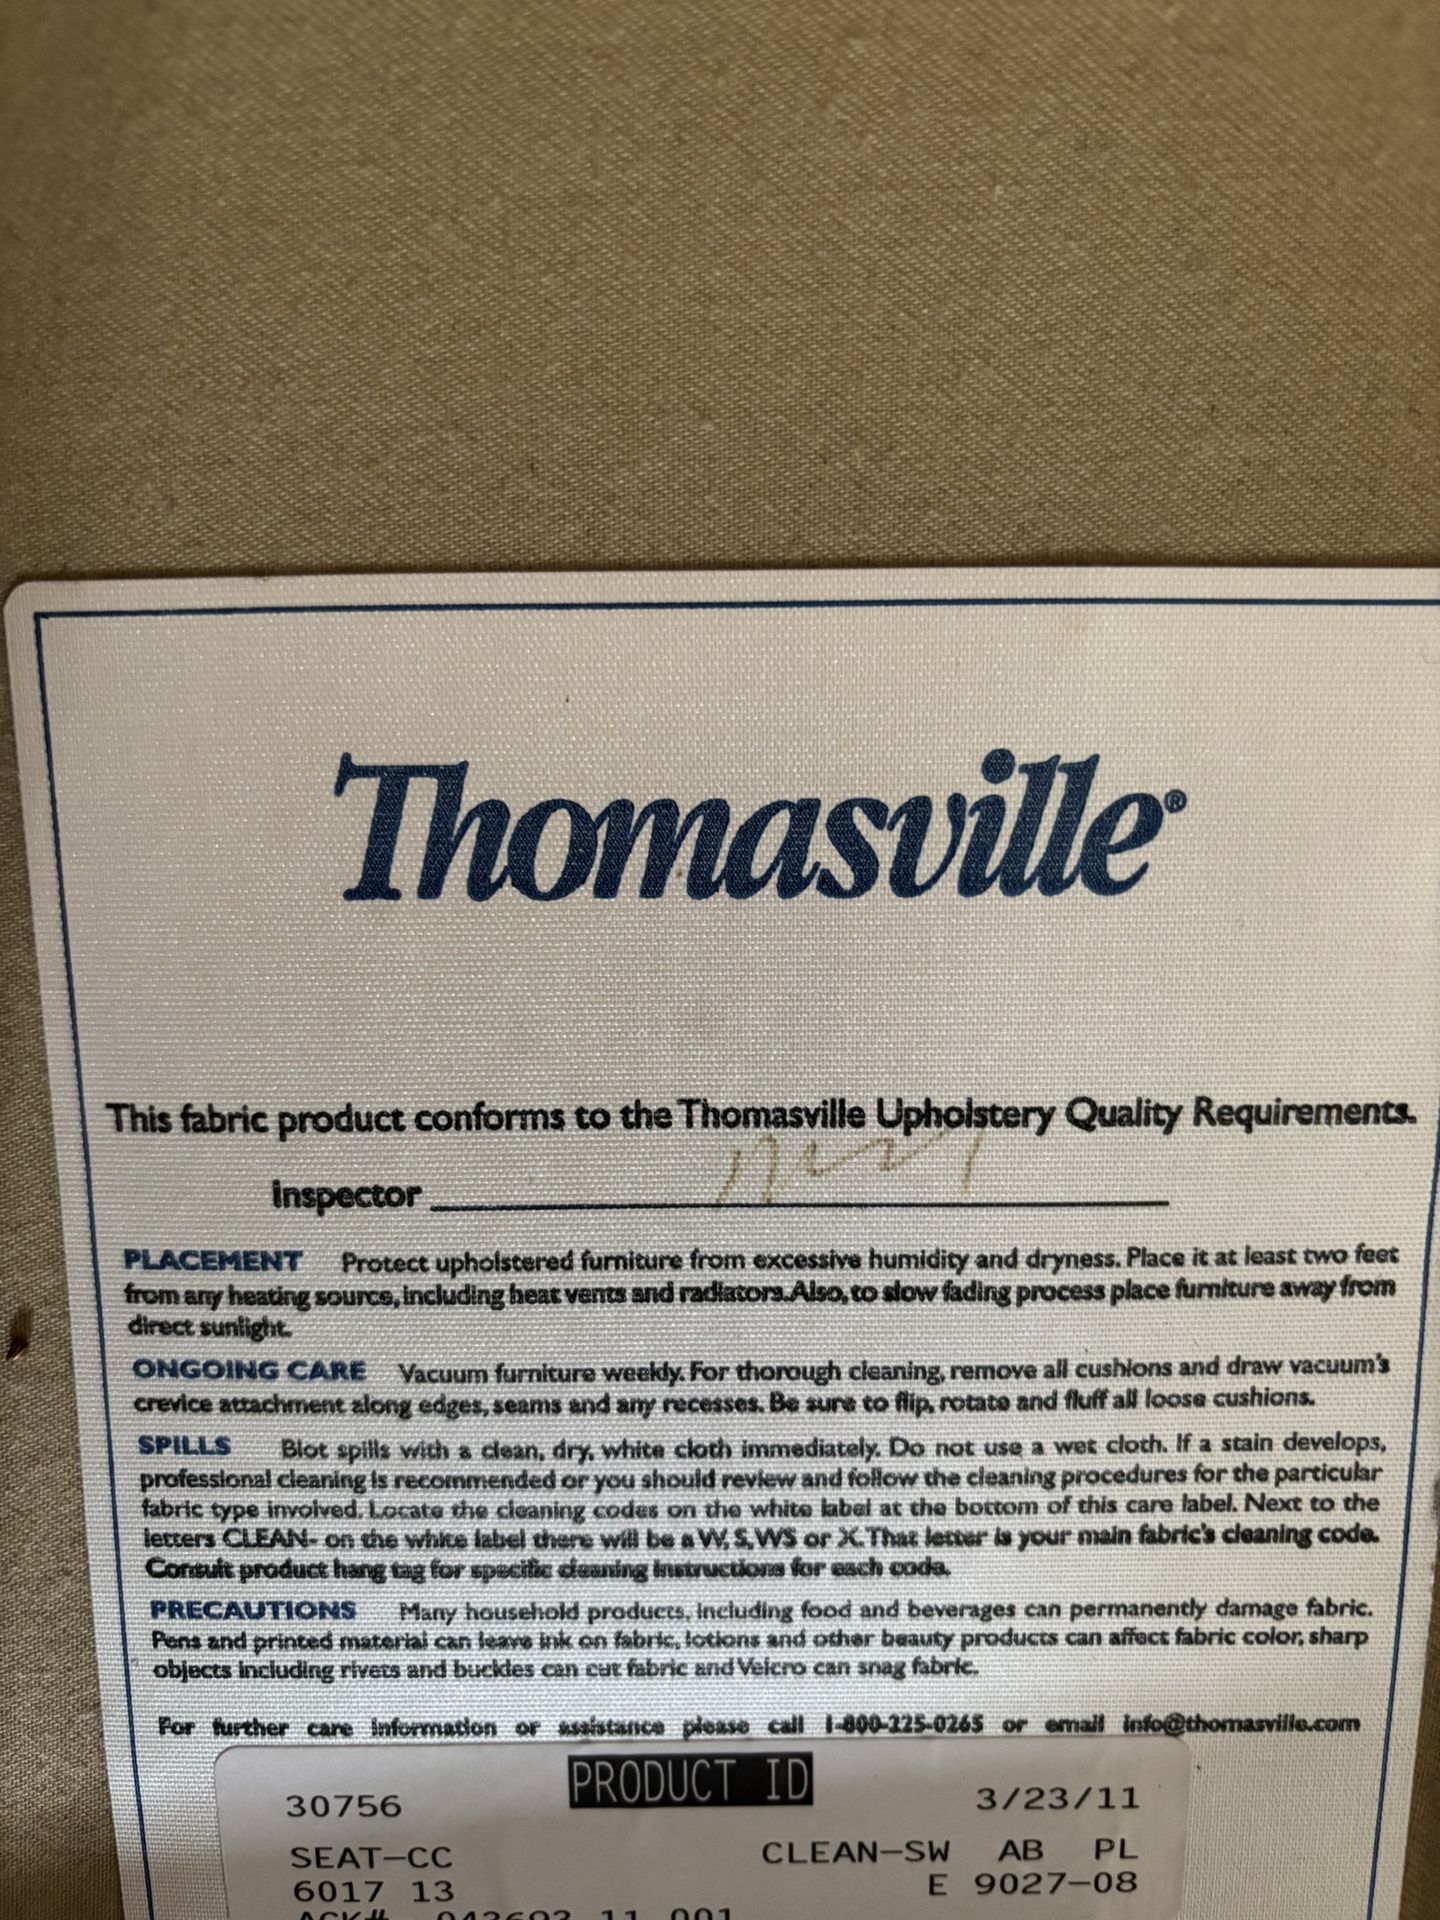 Thomasville®
This fabric product conforms to the Thomasville Upholstery Quality Requirements.
Inspector
PLACEMENT Protect upholstered furniture from excessive humidity and dryness. Place it at least two feet
from any heating source, including heat vents and radiators. Also, to slow fading process place furniture away from
direct sunlight.
ONGOING CARE Vacuum furniture weekly. For thorough cleaning, remove all cushions and draw vacuum's
crevice attachment along edges, seams and any recesses. Be sure to flip, rotate and fluff all loose cushions.
SPILLS Blot spills with a clean, dry, white cloth immediately. Do not use a wet cloth. If a stain develops,
professional cleaning is recommended or you should review and follow the cleaning procedures for the particular
fabric type involved. Locate the cleaning codes on the white label at the bottom of this care label. Next to the
letters CLEAN- on the white label there will be a W, S, WS or X. That letter is your main fabric's cleaning code.
Consult product hang tag for specific cleaning instructions for each code.
PRECAUTIONS Many household products, including food and beverages can permanently damage fabric.
Pens and printed material can leave ink on fabric, lotions and other beauty products can affect fabric color, sharp
objects including rivets and buckles can cut fabric and Velcro can snag fabric.
For further care information or assistance please call 1-800-225-0265 or email info@thomasville.com
PRODUCT ID
30756 3/23/11
SEAT-CC CLEAN-SW AB PL
6017 13 E 9027-08
ACK# 11 001